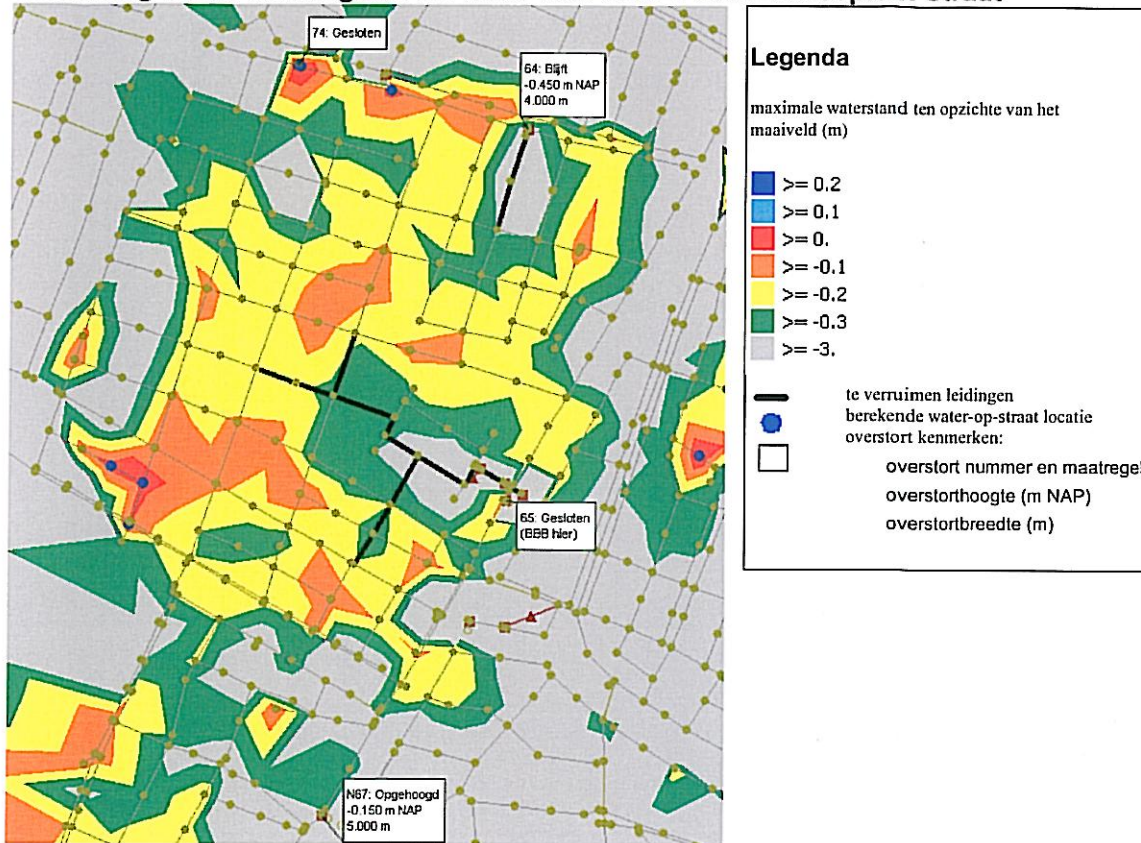 Straat
74: Gesloten
64: Blijft
-0.450 m NAP
4.000 m
65: Gesloten
(BBB hier)
N67: Opgehoogd
-0.150 m NAP
5.000 m
Legenda
maximale waterstand ten opzichte van het
maaiveld (m)
>= 0.2
>= 0.1
>= 0.
>= -0.1
>= -0.2
>= -0.3
>= -3.
te verruimen leidingen
berekende water-op-straat locatie
overstort kenmerken:
overstort nummer en maatregel
overstorthoogte (m NAP)
overstortbreedte (m)